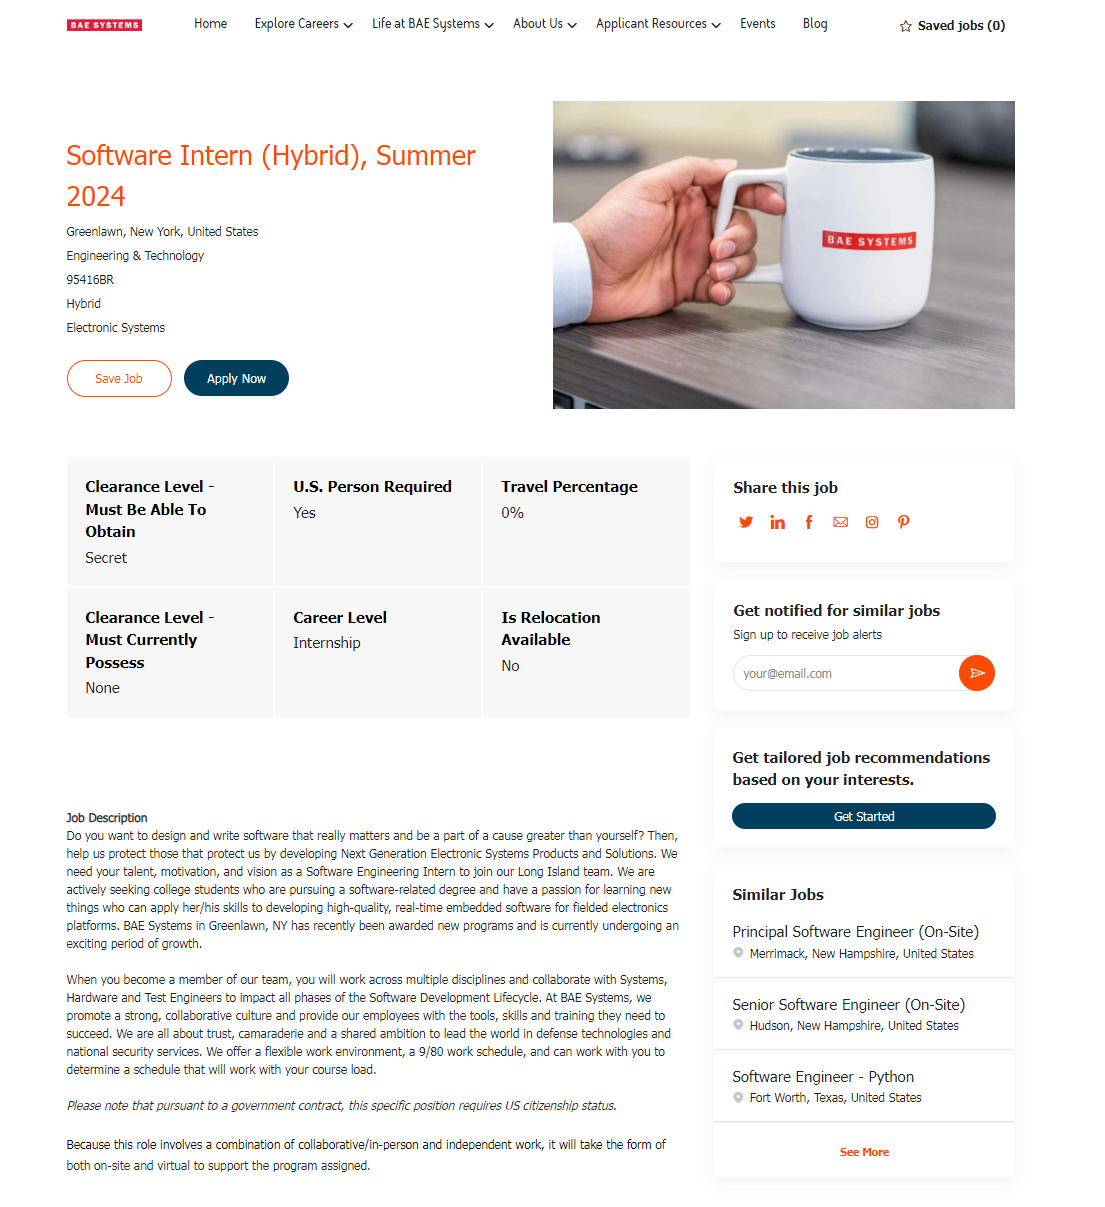 BAE SYSTEMS
Home
Explore Careers
Life at BAE Systems
About Us
Applicant Resources
Events
Blog
Saved jobs (0)
Software Intern (Hybrid), Summer
2024
Greenlawn, New York, United States
Engineering & Technology
95416BR
Hybrid
Electronic Systems
Save Job
Apply Now
BAE SYSTEMS
Clearance Level -
Must Be Able To
Obtain
Secret
U.S. Person Required
Yes
Travel Percentage
0%
Clearance Level -
Must Currently
Possess
None
Career Level
Internship
Is Relocation
Available
No
Job Description
Do you want to design and write software that really matters and be a part of a cause greater than yourself? Then,
help us protect those that protect us by developing Next Generation Electronic Systems Products and Solutions. We
need your talent, motivation, and vision as a Software Engineering Intern to join our Long Island team. We are
actively seeking college students who are pursuing a software-related degree and have a passion for learning new
things who can apply her/his skills to developing high-quality, real-time embedded software for fielded electronics
platforms. BAE Systems in Greenlawn, NY has recently been awarded new programs and is currently undergoing an
exciting period of growth.
When you become a member of our team, you will work across multiple disciplines and collaborate with Systems,
Hardware and Test Engineers to impact all phases of the Software Development Lifecycle. At BAE Systems, we
promote a strong, collaborative culture and provide our employees with the tools, skills and training they need to
succeed. We are all about trust, camaraderie and a shared ambition to lead the world in defense technologies and
national security services. We offer a flexible work environment, a 9/80 work schedule, and can work with you to
determine a schedule that will work with your course load.
Please note that pursuant to a government contract, this specific position requires US citizenship status.
Because this role involves a combination of collaborative/in-person and independent work, it will take the form of
both on-site and virtual to support the program assigned.
Share this job
Get notified for similar jobs
Sign up to receive job alerts
your@email.com
Get tailored job recommendations
based on your interests.
Get Started
Similar Jobs
Principal Software Engineer (On-Site)
Merrimack, New Hampshire, United States
Senior Software Engineer (On-Site)
Hudson, New Hampshire, United States
Software Engineer - Python
Fort Worth, Texas, United States
See More